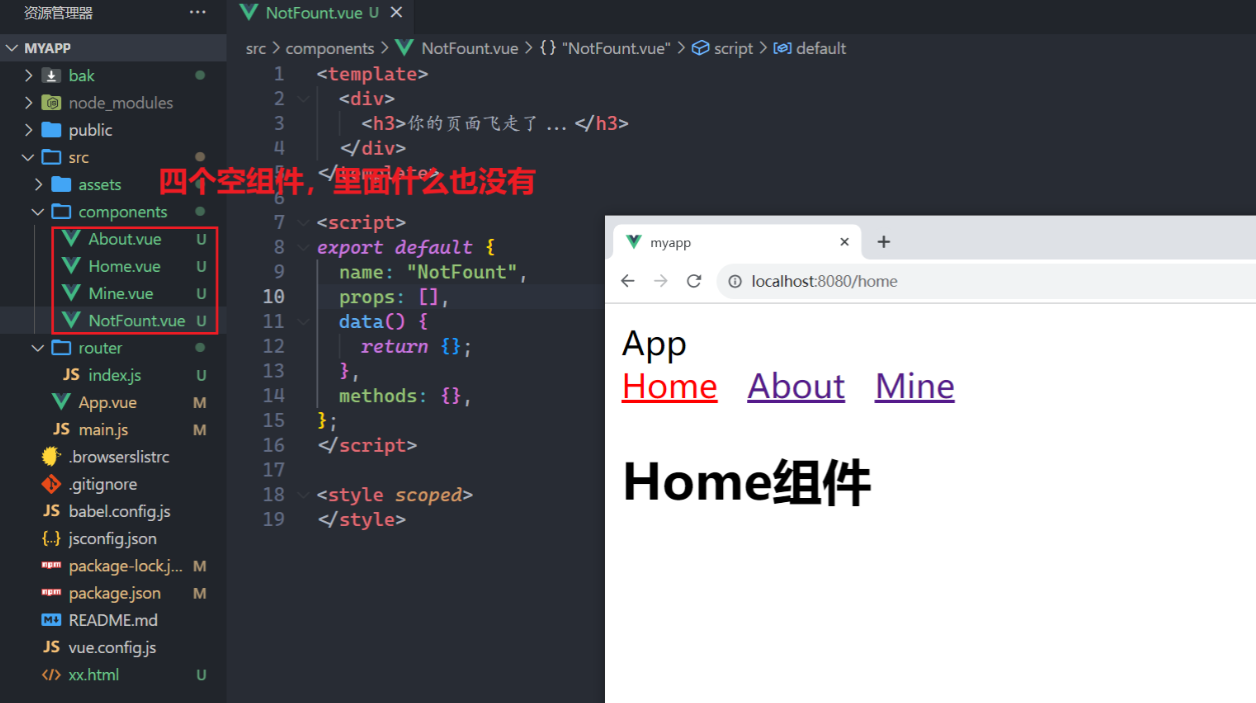 资源管理器 ...
MYAPP
bak
node_modules
public
src
assets
components
About.vue U
Home.vue U
Mine.vue U
NotFount.vue U
router
JS index.js U
App.vue M
JS main.js M
.browserslistrc
.gitignore
JS babel.config.js
{..} jsconfig.json
npm package-lock.j... M
npm package.json M
README.md
JS vue.config.js
xx.html U
四个空组件，里面什么也没有
NotFount.vue U ×
src > components > NotFount.vue > {} "NotFount.vue" > script > default
1 <template>
2 <div>
3 <h3>你的页面飞走了...</h3>
4 </div>
5 </template>
6
7 <script>
8 export default {
9 name: "NotFount",
10 props: [],
11 data() {
12 return {};
13 },
14 methods: {},
15 };
16 </script>
17
18 <style scoped>
19 </style>
myapp × +
localhost:8080/home
App
Home About Mine
Home组件